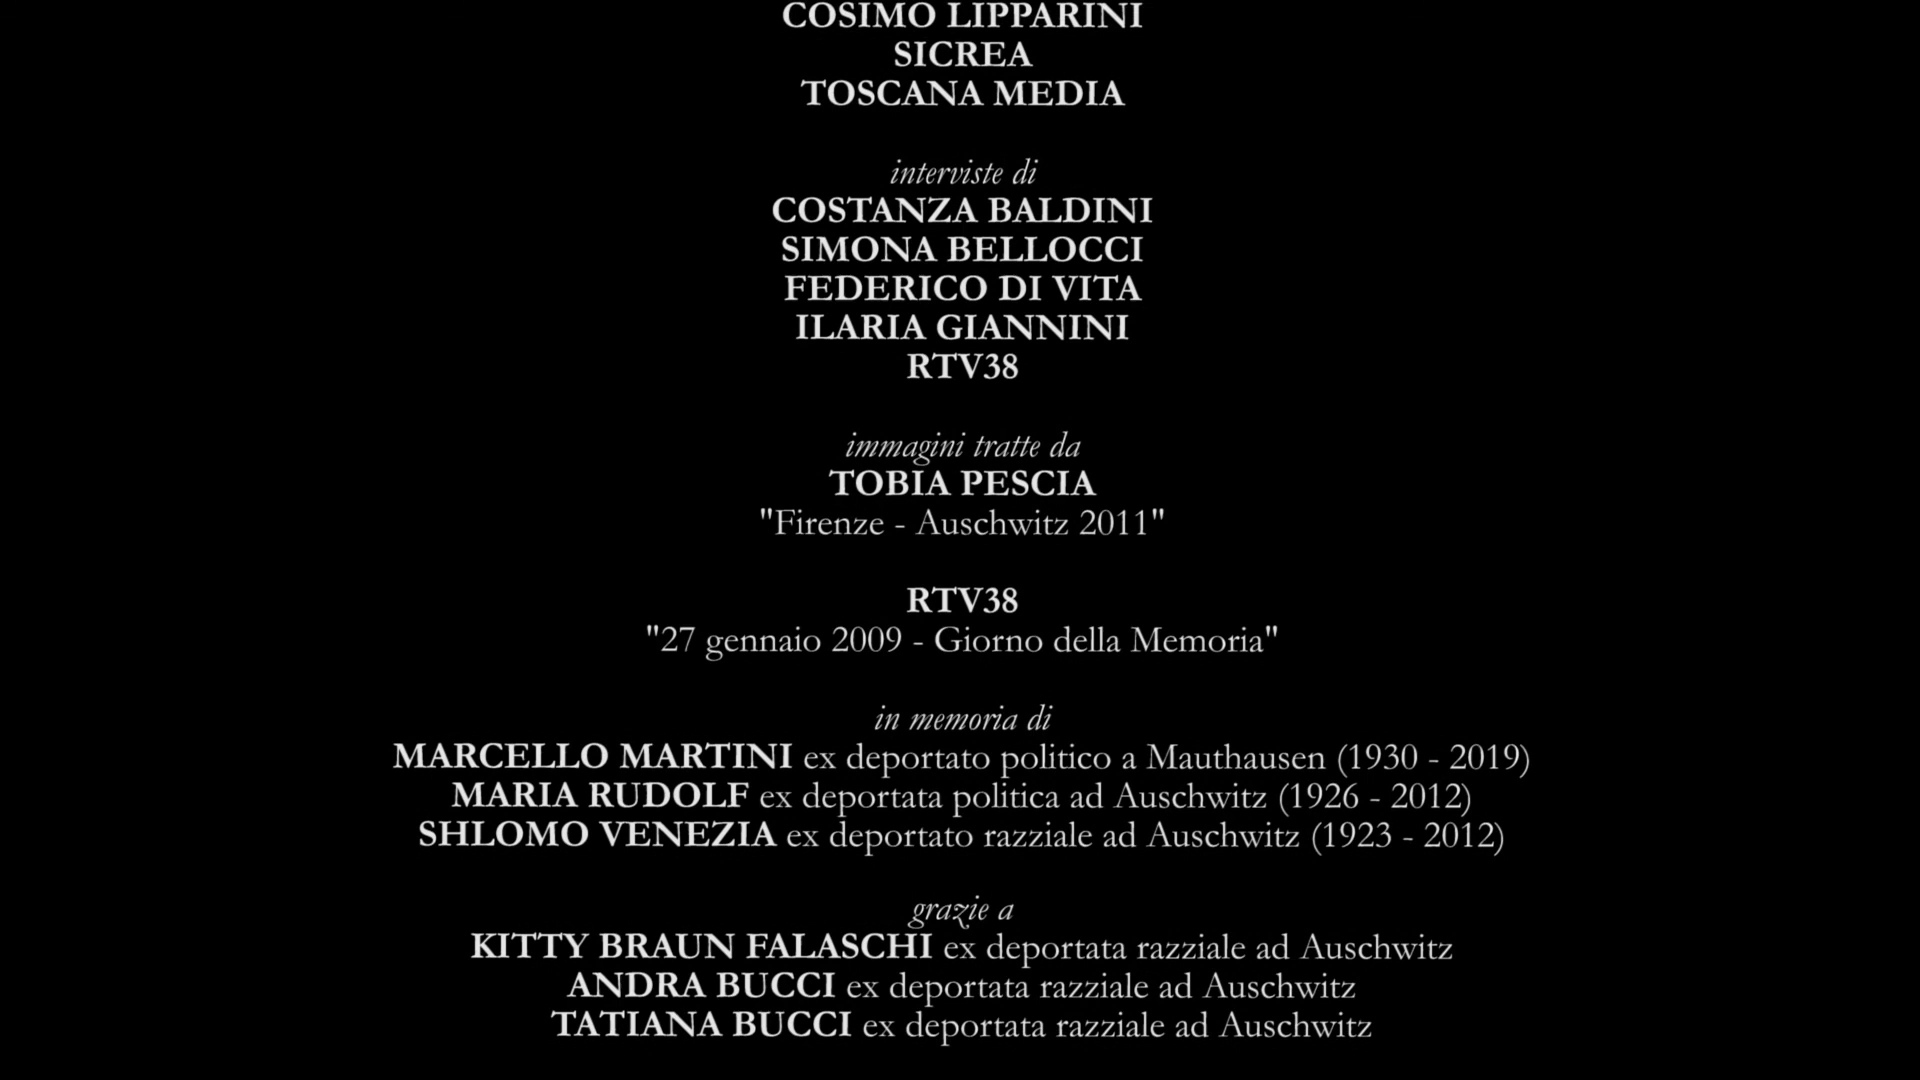 COSIMO LIPPARINI
SICREA
TOSCANA MEDIA
interviste di
COSTANZA BALDINI
SIMONA BELLOCCI
FEDERICO DI VITA
ILARIA GIANNINI
RTV38
immagini tratte da
TOBIA PESCIA
"Firenze - Auschwitz 2011"
RTV38
"27 gennaio 2009 - Giorno della Memoria"
in memoria di
MARCELLO MARTINI ex deportato politico a Mauthausen (1930 - 2019)
MARIA RUDOLF ex deportata politica ad Auschwitz (1926 - 2012)
SHLOMO VENEZIA ex deportato razziale ad Auschwitz (1923 - 2012)
grazie a
KITTY BRAUN FALASCHI ex deportata razziale ad Auschwitz
ANDRA BUCCI ex deportata razziale ad Auschwitz
TATIANA BUCCI ex deportata razziale ad Auschwitz